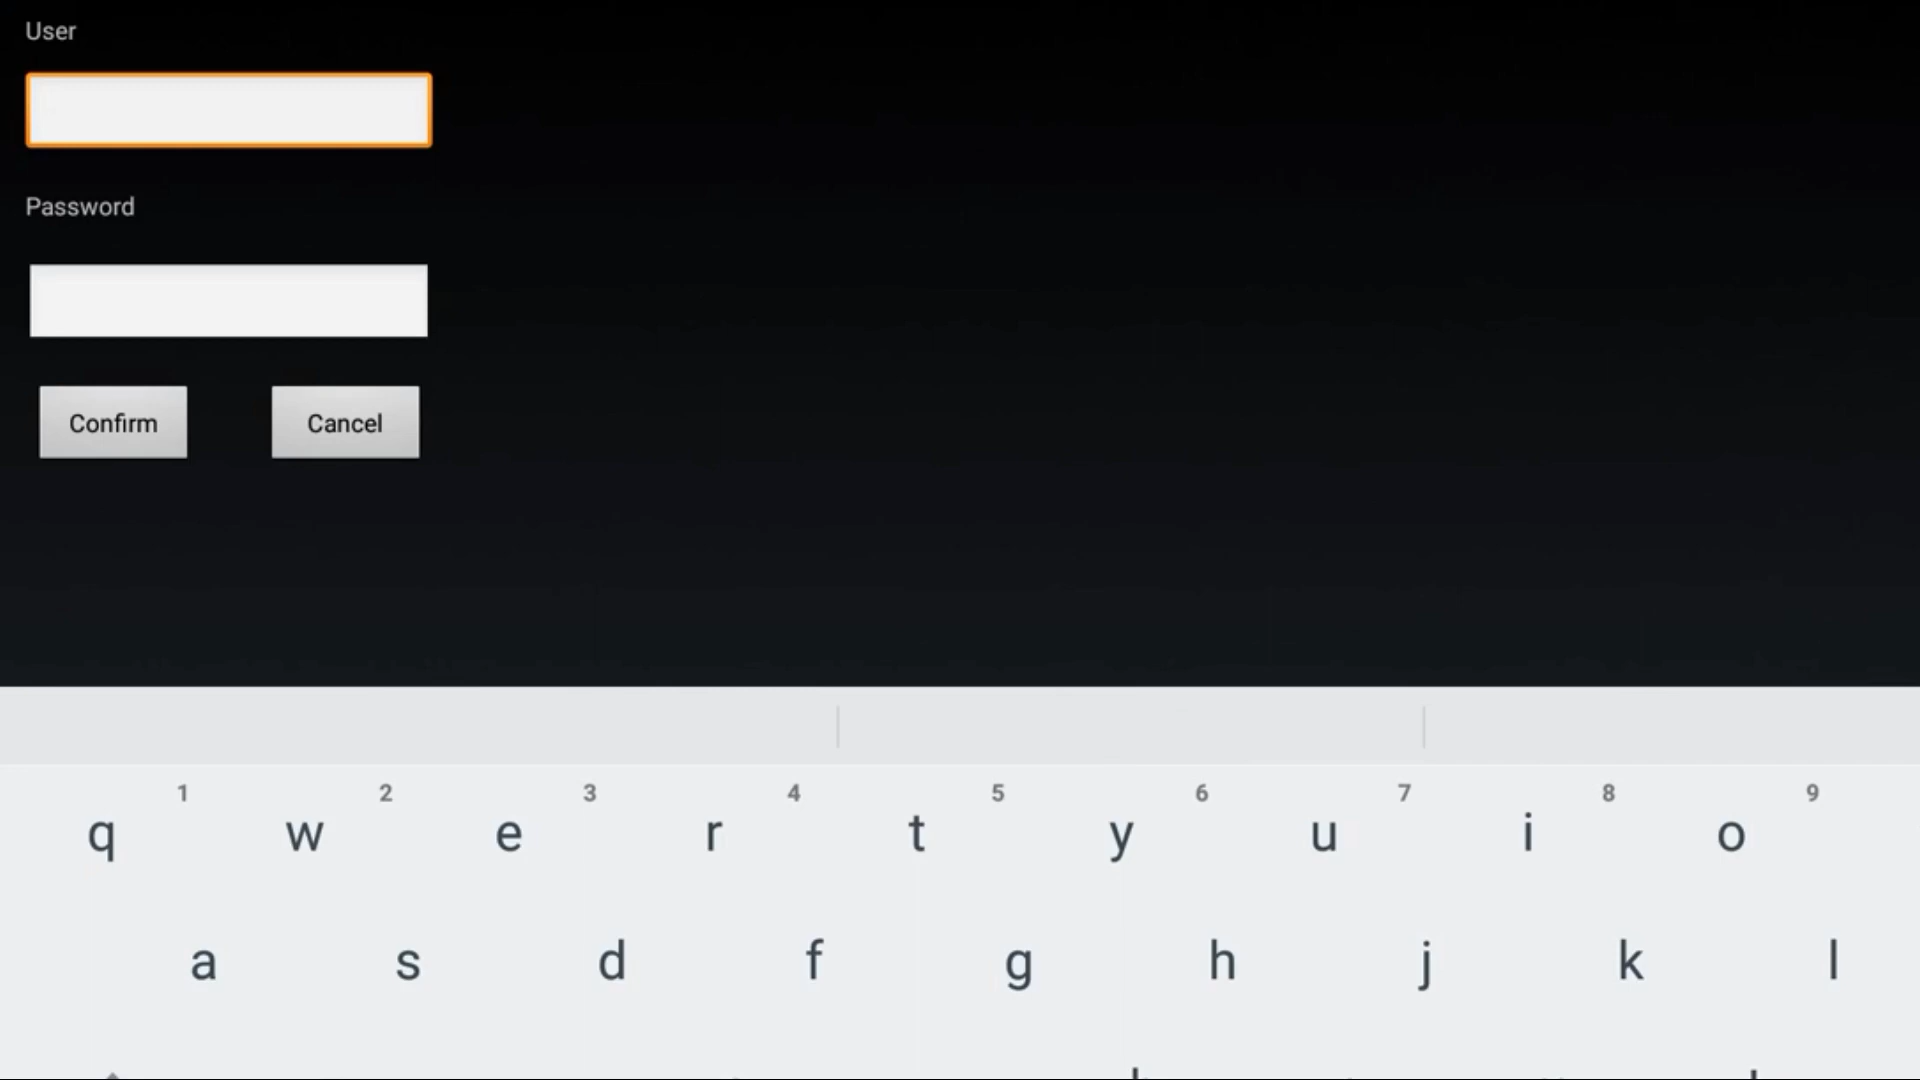 User
Password
Confirm Cancel
1 2 3 4 5 6 7 8 9
q w e r t y u i o
a s d f g h j k l